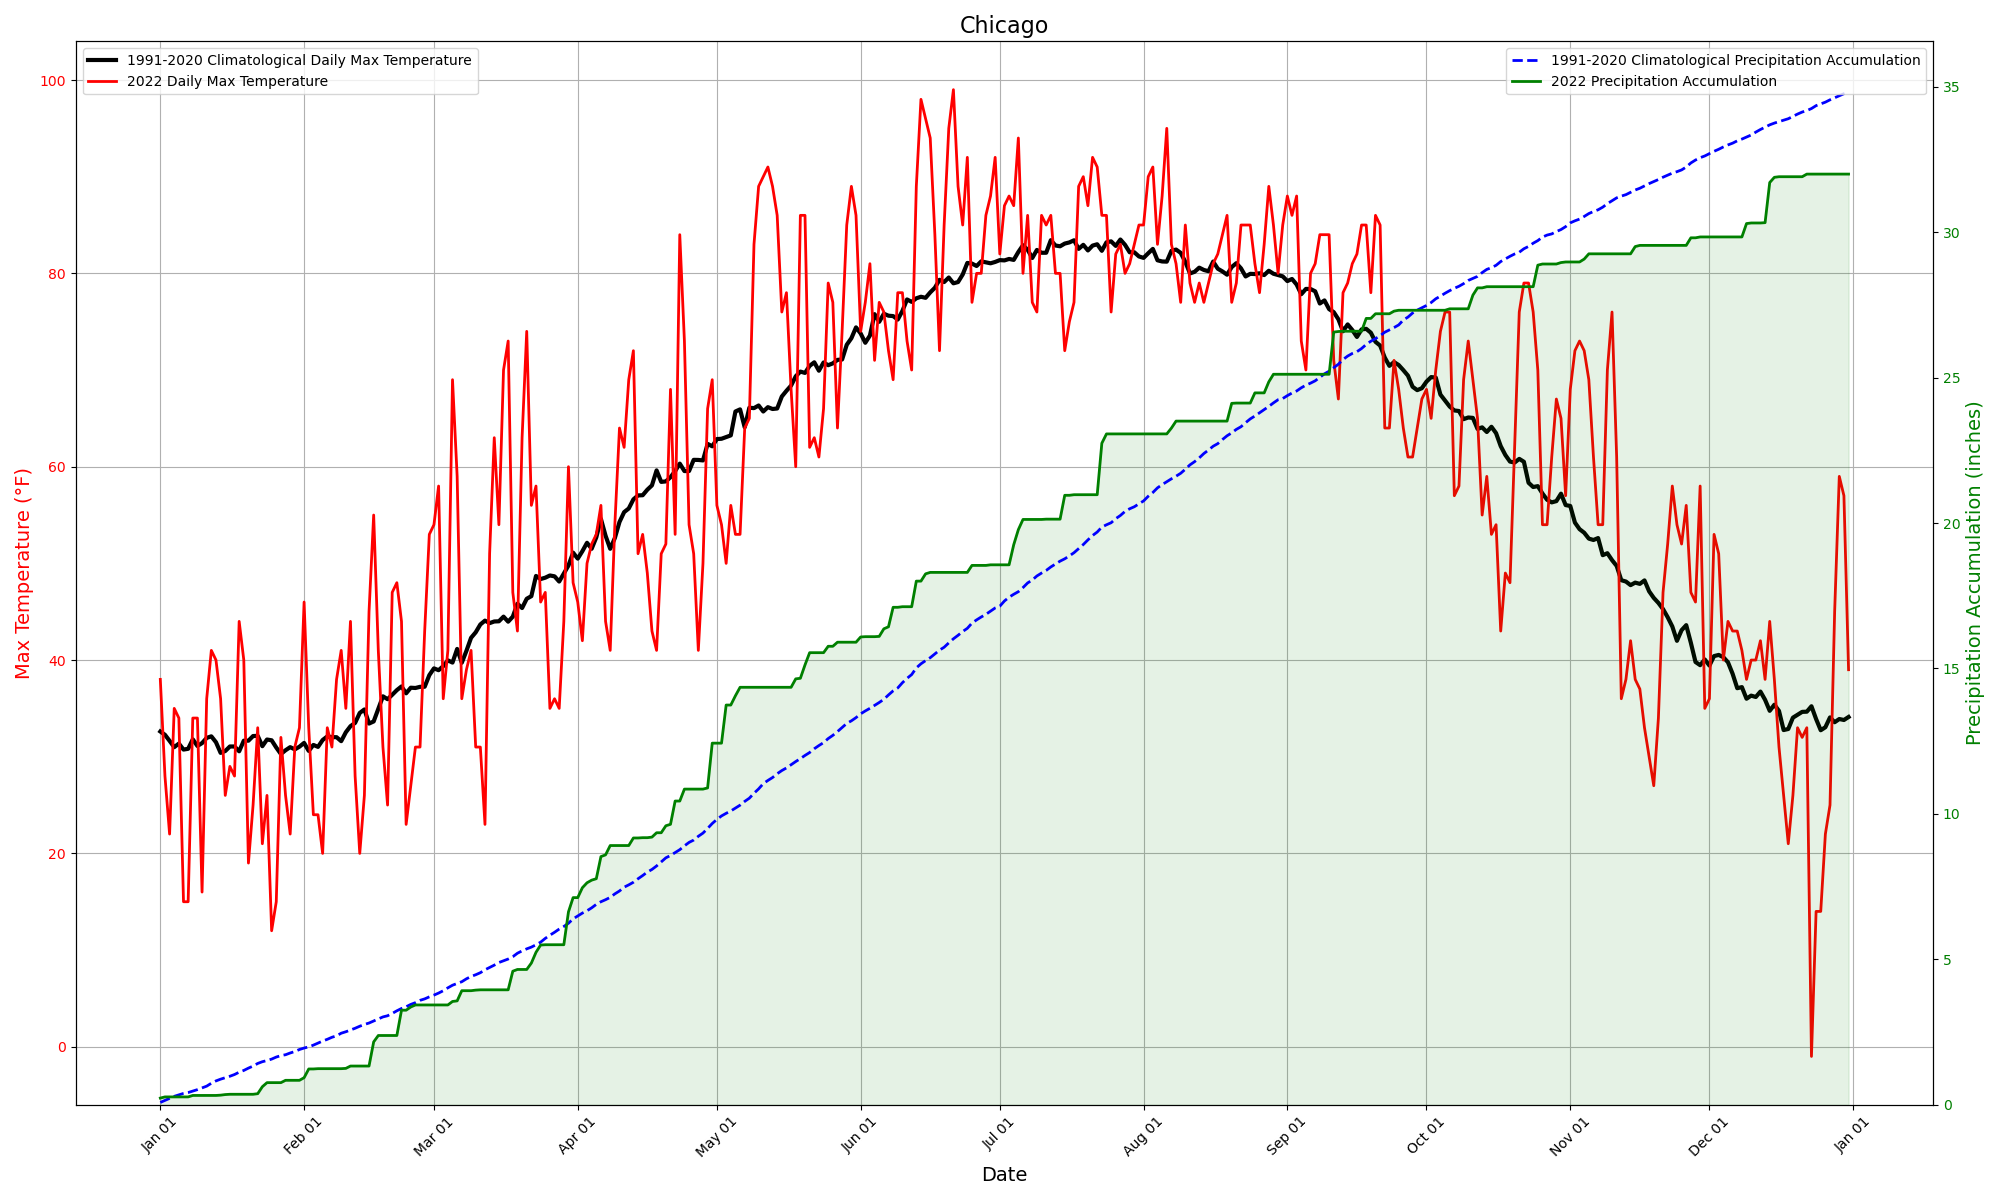 Chicago
1991-2020 Climatological Daily Max Temperature
2022 Daily Max Temperature
1991-2020 Climatological Precipitation Accumulation
2022 Precipitation Accumulation
Max Temperature (°F)
100
80
60
40
20
0
35
30
25
20
15
10
5
0
Precipitation Accumulation (inches)
Jan 01
Feb 01
Mar 01
Apr 01
May 01
Jun 01
Jul 01
Aug 01
Sep 01
Oct 01
Nov 01
Dec 01
Jan 01
Date